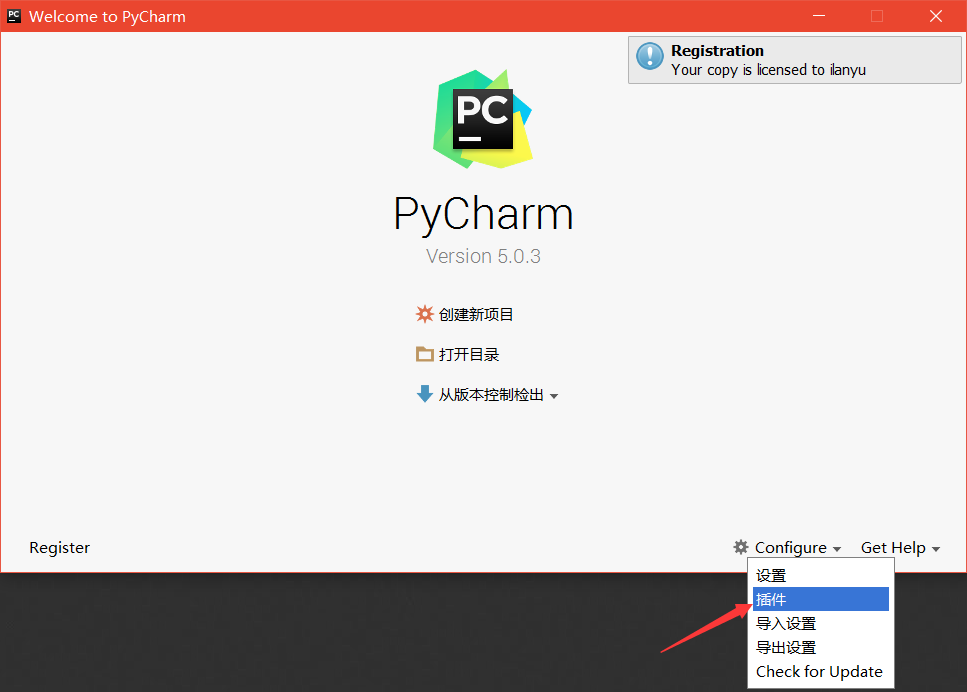 PC Welcome to PyCharm
Registration
Your copy is licensed to ilanyu
PC
PyCharm
Version 5.0.3
创建新项目
打开目录
从版本控制检出
Register
Configure
Get Help
设置
插件
导入设置
导出设置
Check for Update